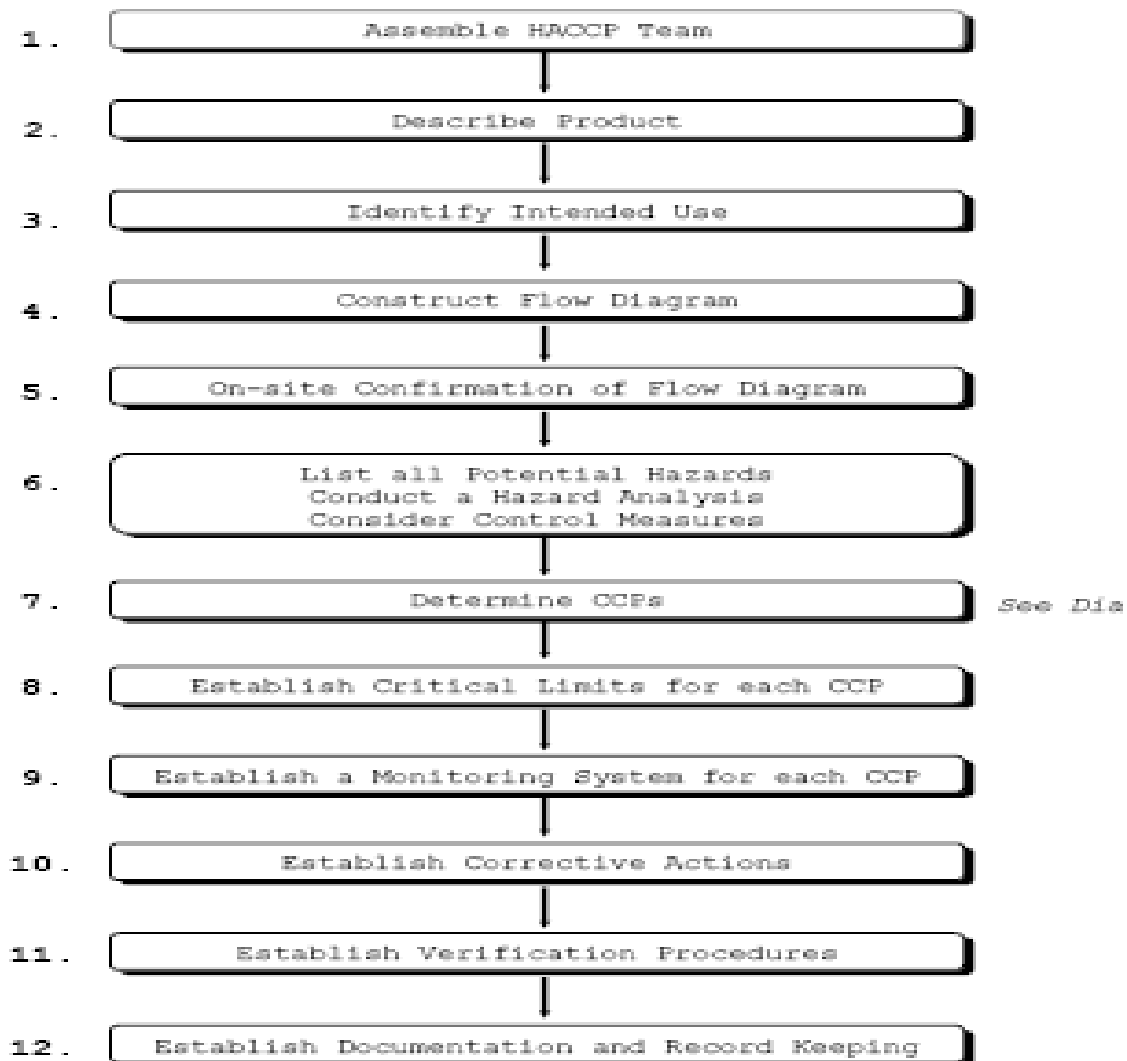 1. Assemble HACCP Team
2. Describe Product
3. Identify Intended Use
4. Construct Flow Diagram
5. On-site Confirmation of Flow Diagram
6. List all Potential Hazards
Conduct a Hazard Analysis
Consider Control Measures
7. Determine CCPs See Dia
8. Establish Critical Limits for each CCP
9. Establish a Monitoring System for each CCP
10. Establish Corrective Actions
11. Establish Verification Procedures
12. Establish Documentation and Record Keeping